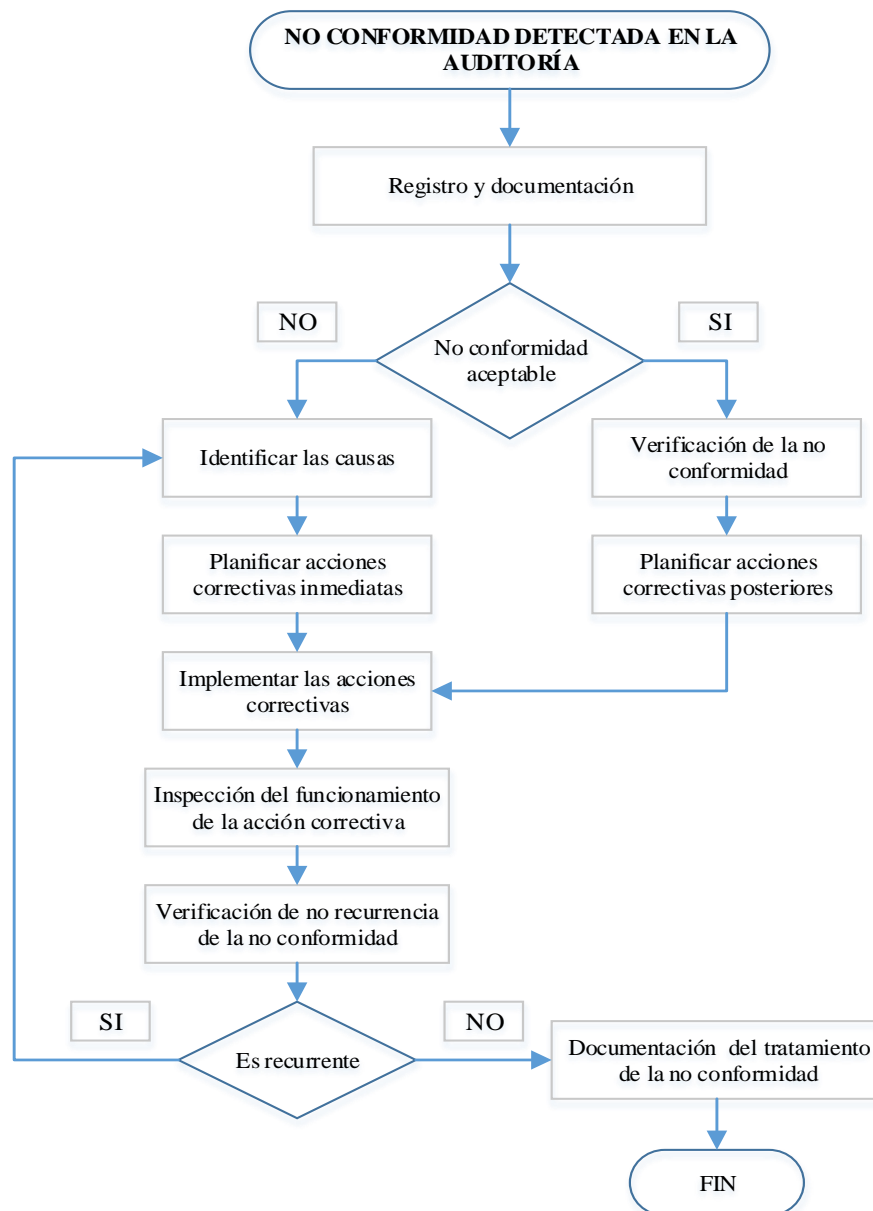 NO CONFORMIDAD DETECTADA EN LA
AUDITORÍA
Registro y documentación
NO
SI
No conformidad
aceptable
Identificar las causas
Verificación de la no
conformidad
Planificar acciones
correctivas inmediatas
Planificar acciones
correctivas posteriores
Implementar las acciones
correctivas
Inspección del funcionamiento
de la acción correctiva
Verificación de no recurrencia
de la no conformidad
SI
NO
Es recurrente
Documentación del tratamiento
de la no conformidad
FIN